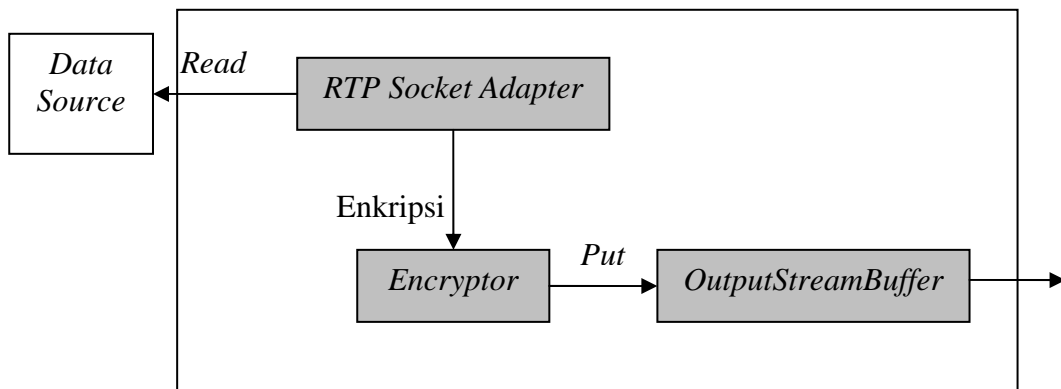 Data
Source
Read
RTP Socket Adapter
Enkripsi
Encryptor
Put
OutputStreamBuffer